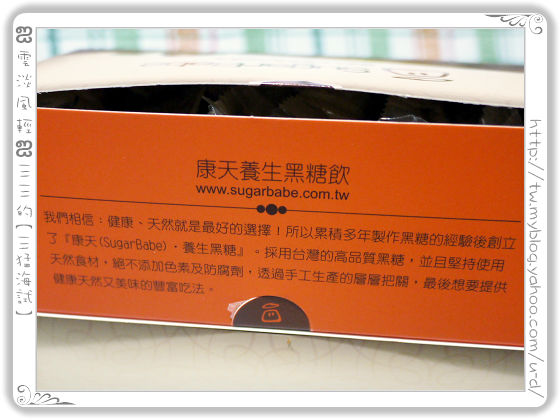 康天養生黑糖飲
www.sugarbabe.com.tw
我們相信：健康、天然就是最好的選擇！所以累積多年製作黑糖的經驗後創立
了『康天(SugarBabe)・養生黑糖』。採用台灣的高品質黑糖，並且堅持使用
天然食材，絕不添加色素及防腐劑，透過手工生產的層層把關，最後想要提供
健康天然又美味的豐富吃法。
雲淡風輕
三三的【三猛海試】
http://tw.myblog.yahoo.com/u-d/